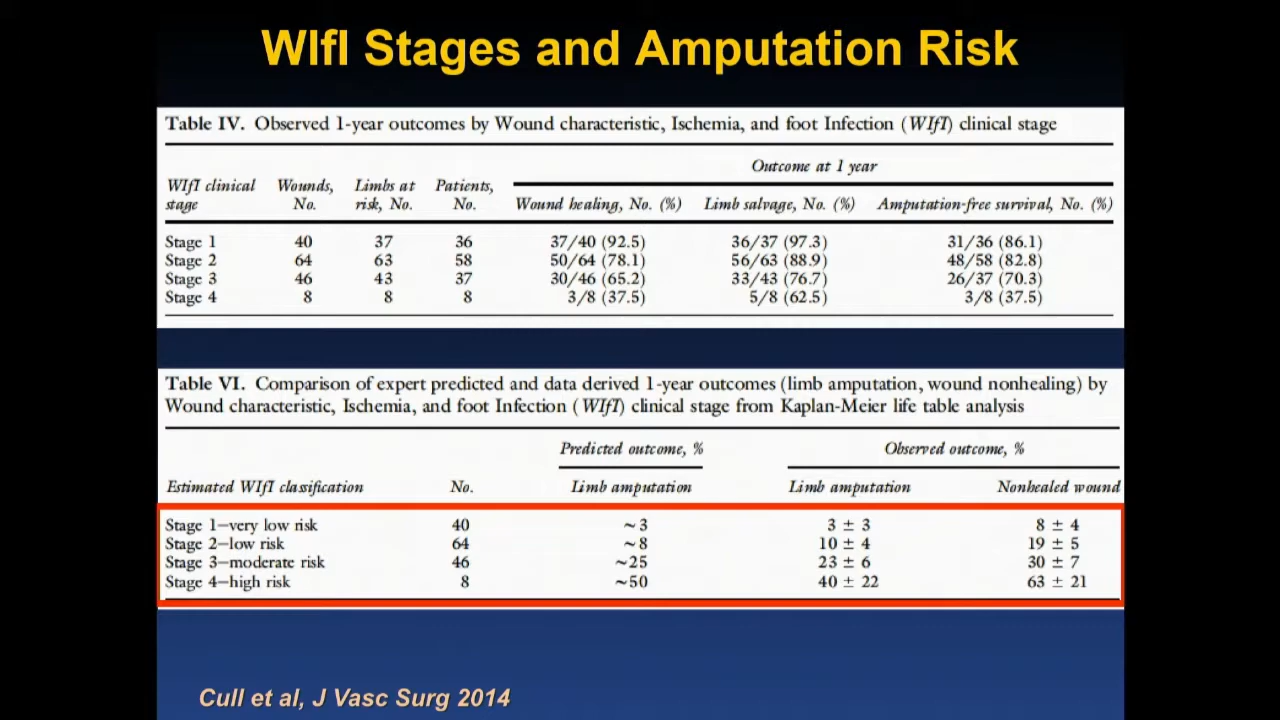 WIfI Stages and Amputation Risk
Table IV. Observed 1-year outcomes by Wound characteristic, Ischemia, and foot Infection (WIfI) clinical stage
Outcome at 1 year
WIfI clinical Wounds, Limbs at Patients,
stage No. risk, No. No. Wound healing, No. (%) Limb salvage, No. (%) Amputation-free survival, No. (%)
Stage 1 40 37 36 37/40 (92.5) 36/37 (97.3) 31/36 (86.1)
Stage 2 64 63 58 50/64 (78.1) 56/63 (88.9) 48/58 (82.8)
Stage 3 46 43 37 30/46 (65.2) 33/43 (76.7) 26/37 (70.3)
Stage 4 8 8 8 3/8 (37.5) 5/8 (62.5) 3/8 (37.5)
Table VI. Comparison of expert predicted and data derived 1-year outcomes (limb amputation, wound nonhealing) by
Wound characteristic, Ischemia, and foot Infection (WIfI) clinical stage from Kaplan-Meier life table analysis
Predicted outcome, % Observed outcome, %
Estimated WIfI classification No. Limb amputation Limb amputation Nonhealed wound
Stage 1—very low risk 40 ~3 3 ± 3 8 ± 4
Stage 2—low risk 64 ~8 10 ± 4 19 ± 5
Stage 3—moderate risk 46 ~25 23 ± 6 30 ± 7
Stage 4—high risk 8 ~50 40 ± 22 63 ± 21
Cull et al, J Vasc Surg 2014